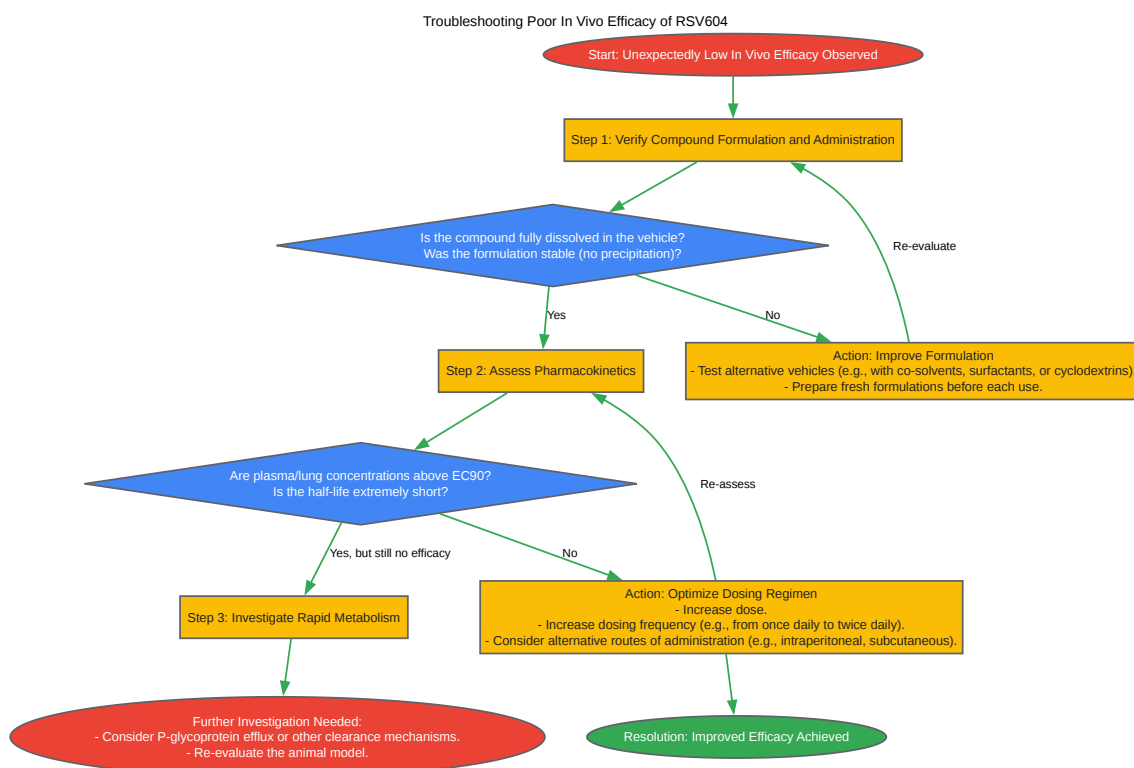 Troubleshooting Poor In Vivo Efficacy of RSV604
Start: Unexpectedly Low In Vivo Efficacy Observed
Step 1: Verify Compound Formulation and Administration
Is the compound fully dissolved in the vehicle?
Was the formulation stable (no precipitation)?
Re-evaluate
Yes
No
Action: Improve Formulation
- Test alternative vehicles (e.g., with co-solvents, surfactants, or cyclodextrins).
- Prepare fresh formulations before each use.
Step 2: Assess Pharmacokinetics
Are plasma/lung concentrations above EC90?
Is the half-life extremely short?
Re-assess
Yes, but still no efficacy
No
Action: Optimize Dosing Regimen
- Increase dose.
- Increase dosing frequency (e.g., from once daily to twice daily).
- Consider alternative routes of administration (e.g., intraperitoneal, subcutaneous).
Step 3: Investigate Rapid Metabolism
Further Investigation Needed:
- Consider P-glycoprotein efflux or other clearance mechanisms.
- Re-evaluate the animal model.
Resolution: Improved Efficacy Achieved